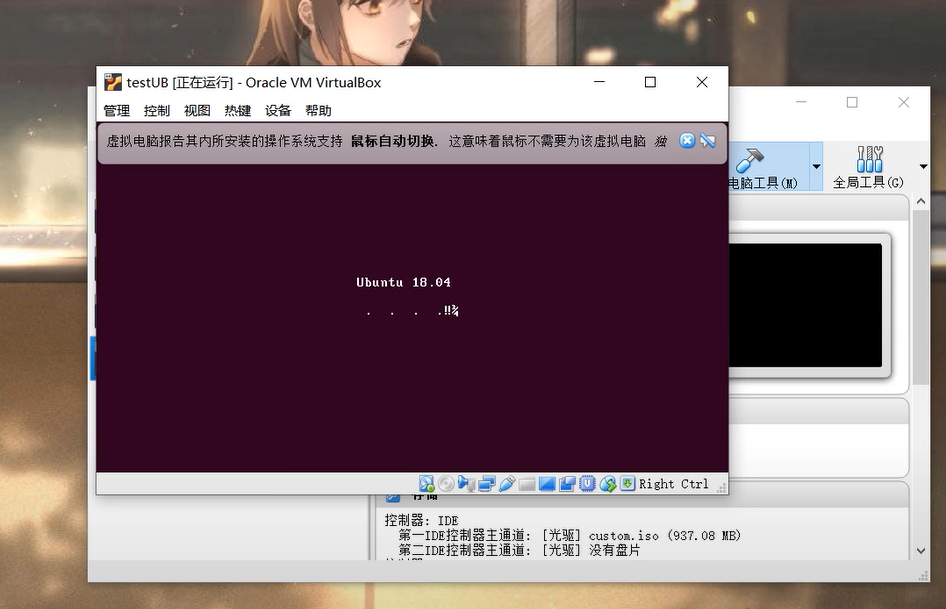 testUB [正在运行] - Oracle VM VirtualBox
管理 控制 视图 热键 设备 帮助
虚拟电脑报告其内所安装的操作系统支持 鼠标自动切换. 这意味着鼠标不需要为该虚拟电脑 独
电脑工具(M) 全局工具(G)
Ubuntu 18.04
. . . .‼¾
Right Ctrl
存储
控制器: IDE
第一IDE控制器主通道: [光驱] custom.iso (937.08 MB)
第二IDE控制器主通道: [光驱] 没有盘片